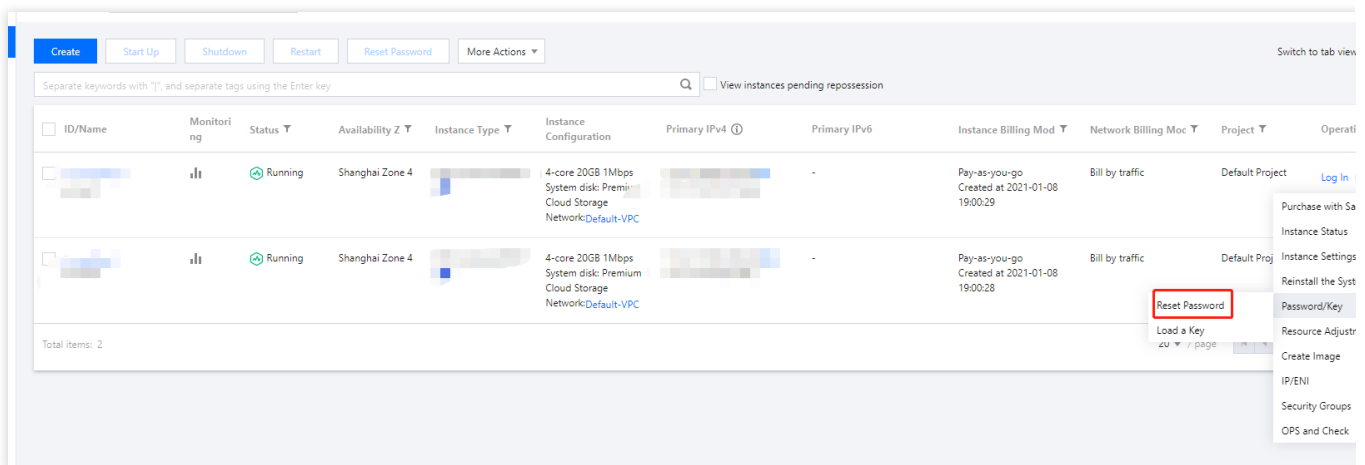 Create Start Up Shutdown Restart Reset Password More Actions Switch to tab view
Separate keywords with "|", and separate tags using the Enter key View instances pending repossession
ID/Name Monitori Status Availability Z Instance Type Instance Primary IPv4 Primary IPv6 Instance Billing Mod Network Billing Moc Project Operati
ng Configuration
Running Shanghai Zone 4 4-core 20GB 1Mbps - Pay-as-you-go Bill by traffic Default Project Log In
System disk: Premiu Created at 2021-01-08
Cloud Storage 19:00:29
Network:Default-VPC
Running Shanghai Zone 4 4-core 20GB 1Mbps - Pay-as-you-go Bill by traffic Default Proj
System disk: Premium Created at 2021-01-08
Cloud Storage 19:00:28
Network:Default-VPC
Purchase with Sa
Instance Status
Instance Settings
Reinstall the Syst
Password/Key
Resource Adjustr
Create Image
IP/ENI
Security Groups
OPS and Check
Reset Password
Load a Key
Total items: 2 20 / page